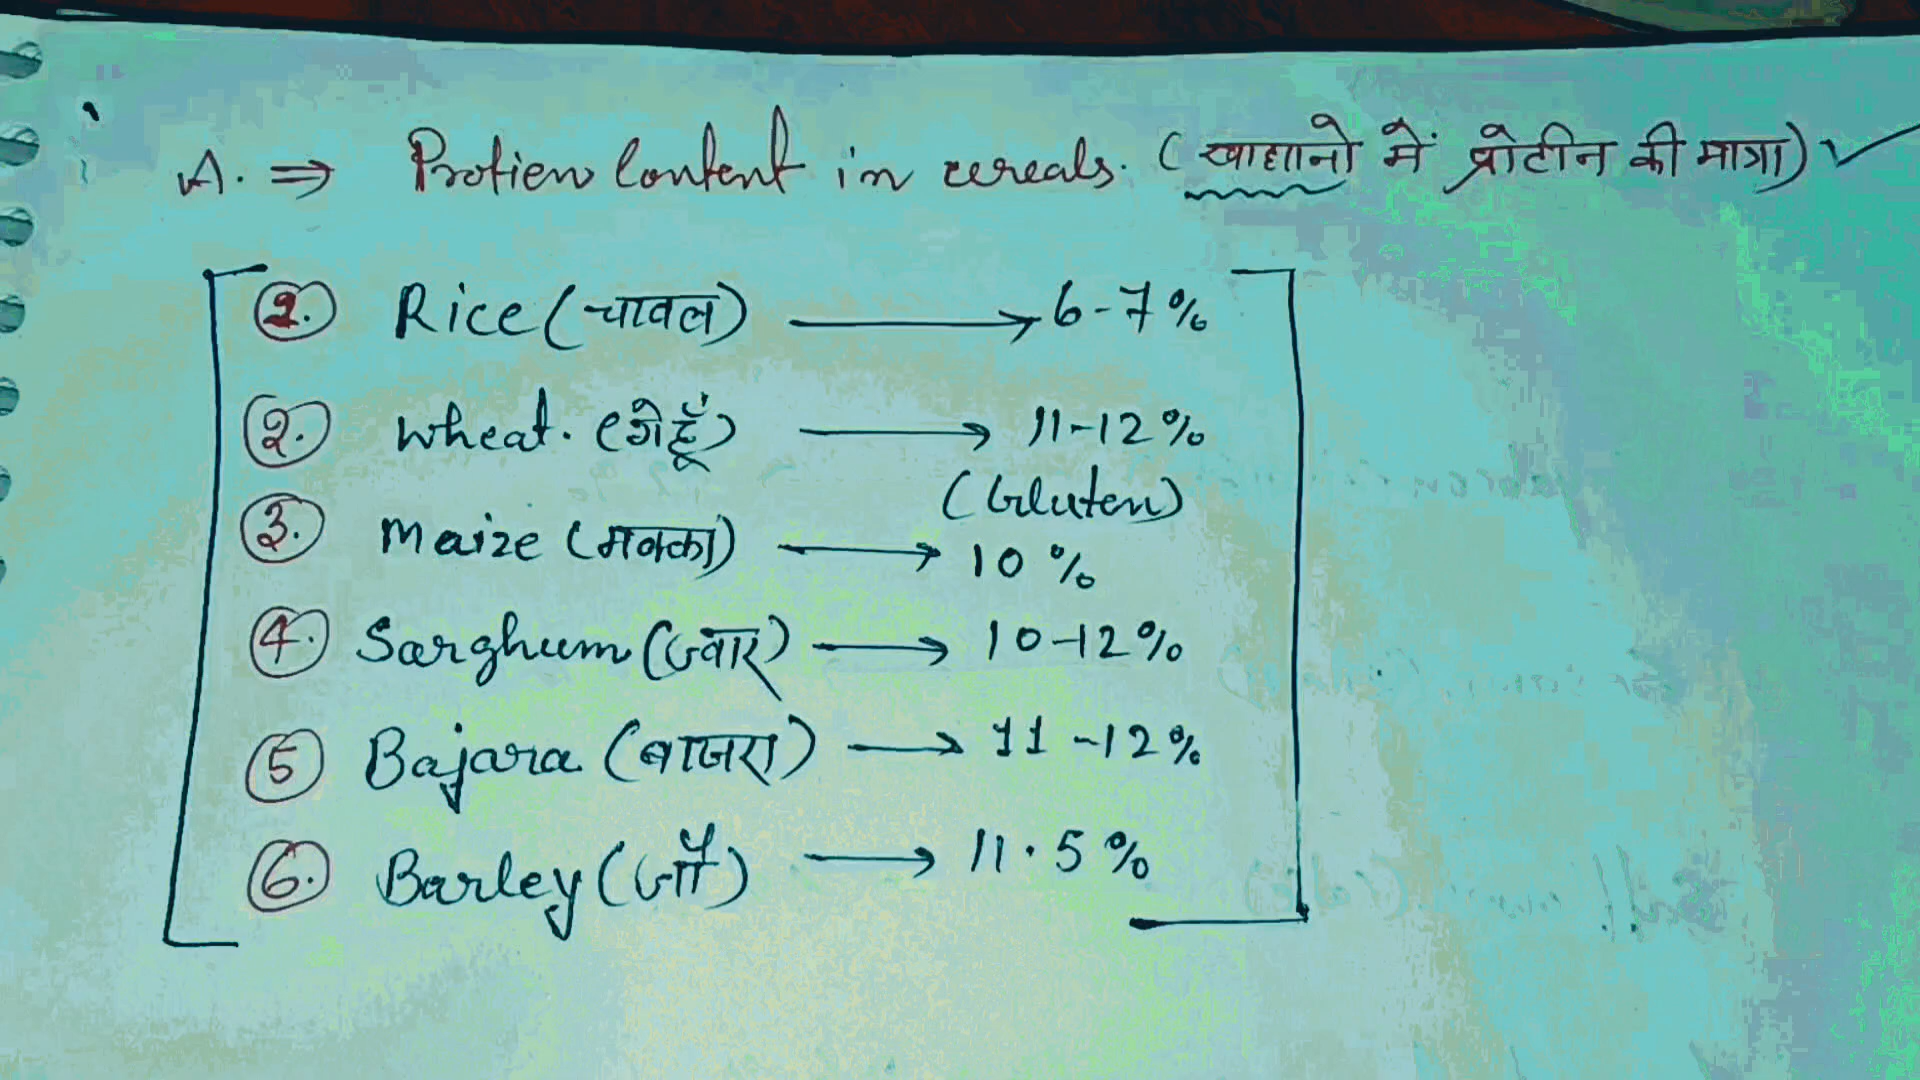 A. ⇒ Protien Content in cereals. (खाद्यानो में प्रोटीन की मात्रा) ✓
1. Rice (चावल) ⟶ 6-7%
2. Wheat. (गेहूँ) ⟶ 11-12%
(Gluten)
3. Maize (मक्का) ⟶ 10%
4. Sarghum (ज्वार) ⟶ 10-12%
5 Bajara (बाजरा) ⟶ 11-12%
6. Barley (जौ) ⟶ 11.5%